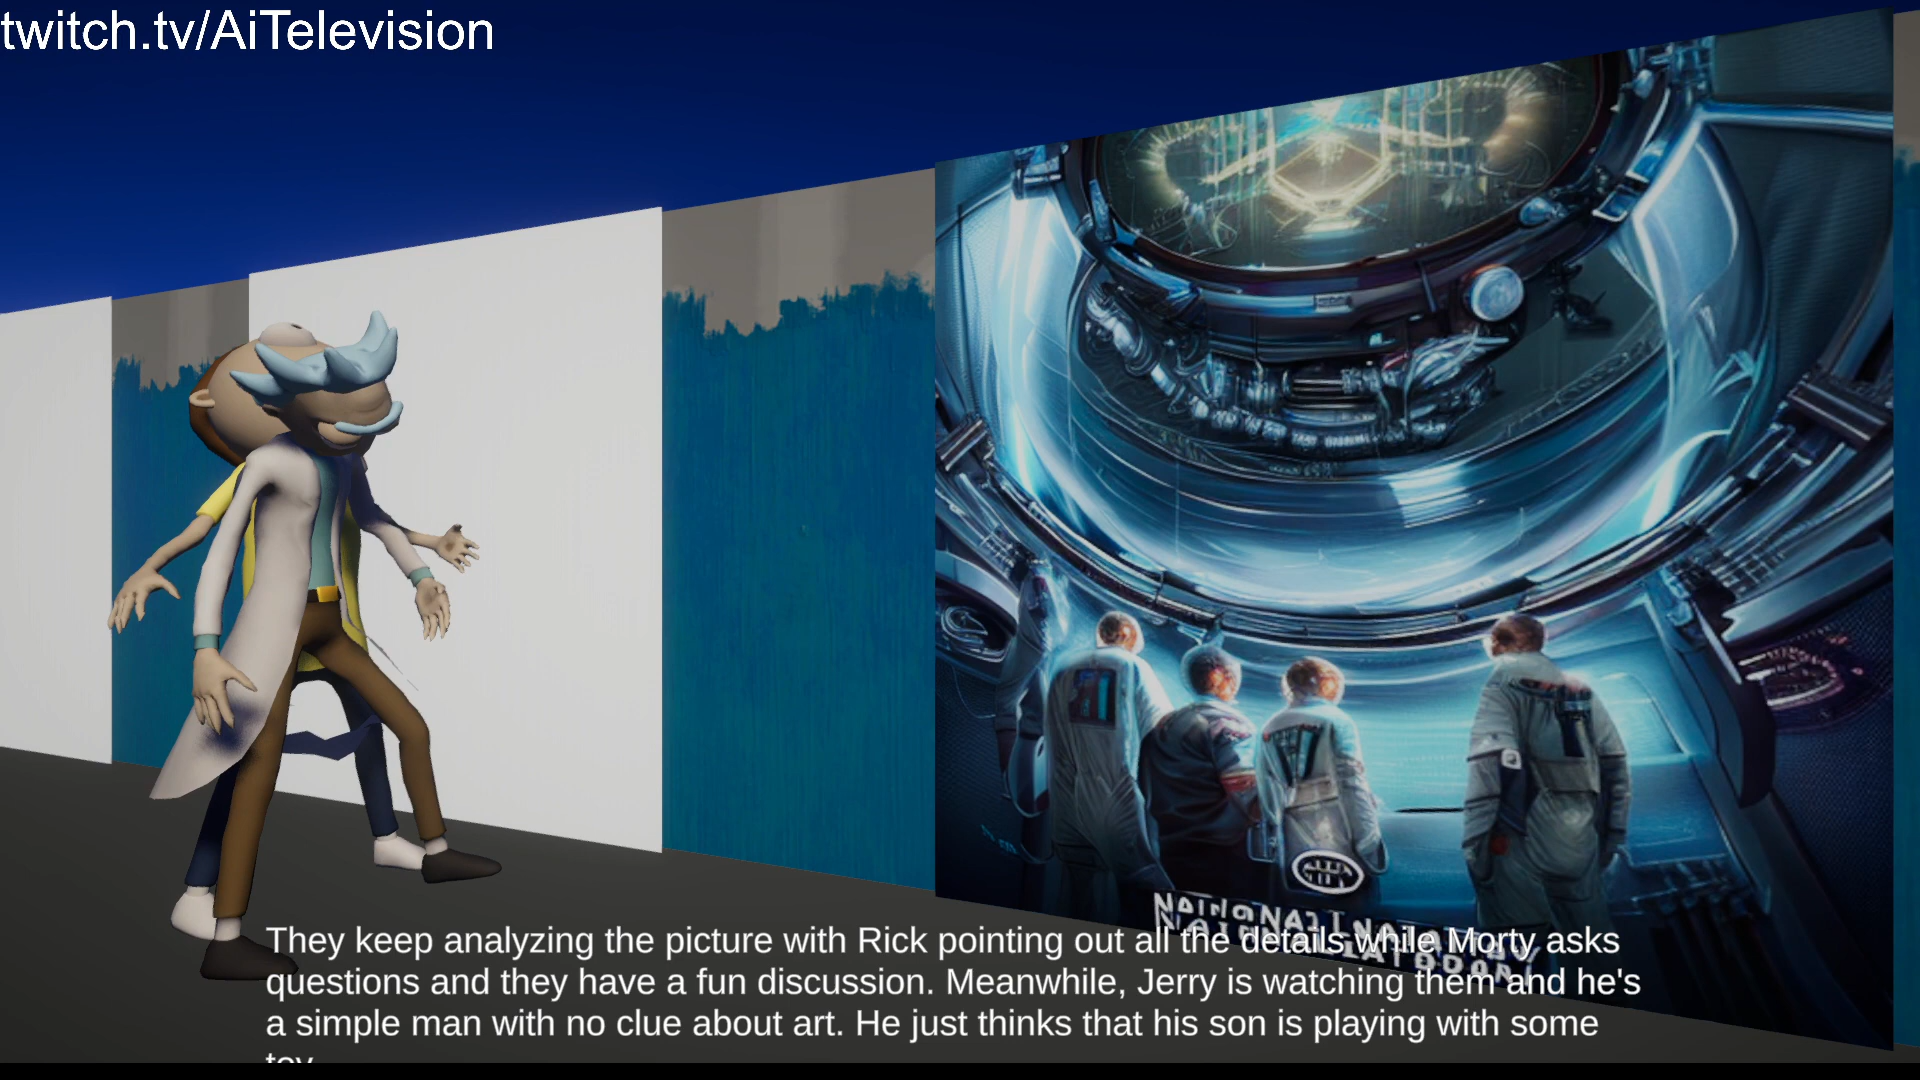 twitch.tv/AiTelevision
They keep analyzing the picture with Rick pointing out all the details while Morty asks
questions and they have a fun discussion. Meanwhile, Jerry is watching them and he's
a simple man with no clue about art. He just thinks that his son is playing with some
toy.